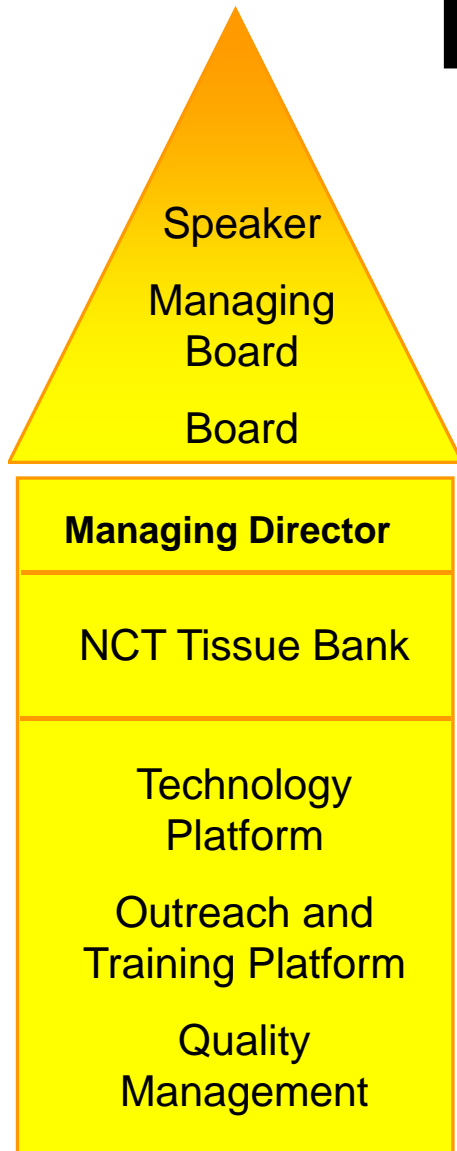 Speaker
Managing
Board
Board
Managing Director
NCT Tissue Bank
Technology
Platform
Outreach and
Training Platform
Quality
Management